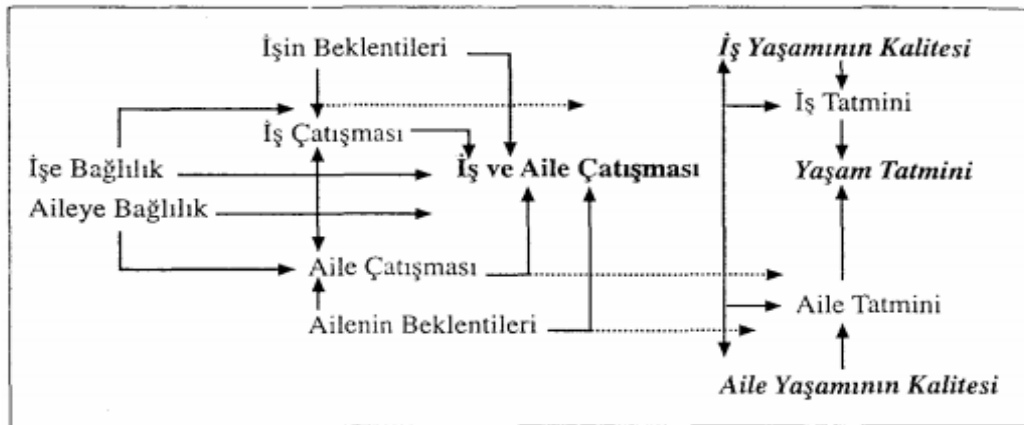 İşin Beklentileri
İş Yaşamının Kalitesi
İş Tatmini
İş Çatışması
İşe Bağlılık
İş ve Aile Çatışması
Yaşam Tatmini
Aileye Bağlılık
Aile Çatışması
Aile Tatmini
Ailenin Beklentileri
Aile Yaşamının Kalitesi